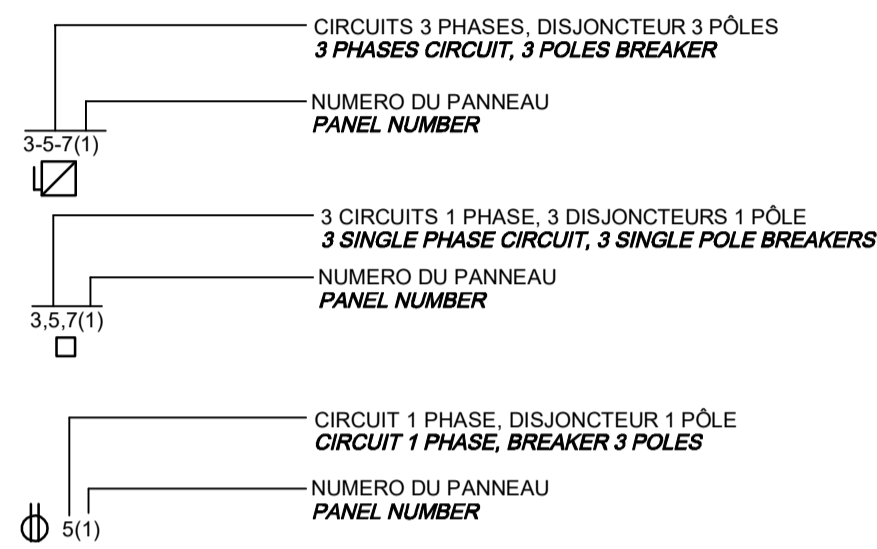 CIRCUITS 3 PHASES, DISJONCTEUR 3 PÔLES
3 PHASES CIRCUIT, 3 POLES BREAKER
NUMERO DU PANNEAU
PANEL NUMBER
3-5-7(1)
3 CIRCUITS 1 PHASE, 3 DISJONCTEURS 1 PÔLE
3 SINGLE PHASE CIRCUIT, 3 SINGLE POLE BREAKERS
NUMERO DU PANNEAU
PANEL NUMBER
3,5,7(1)
CIRCUIT 1 PHASE, DISJONCTEUR 1 PÔLE
CIRCUIT 1 PHASE, BREAKER 3 POLES
NUMERO DU PANNEAU
PANEL NUMBER
5(1)